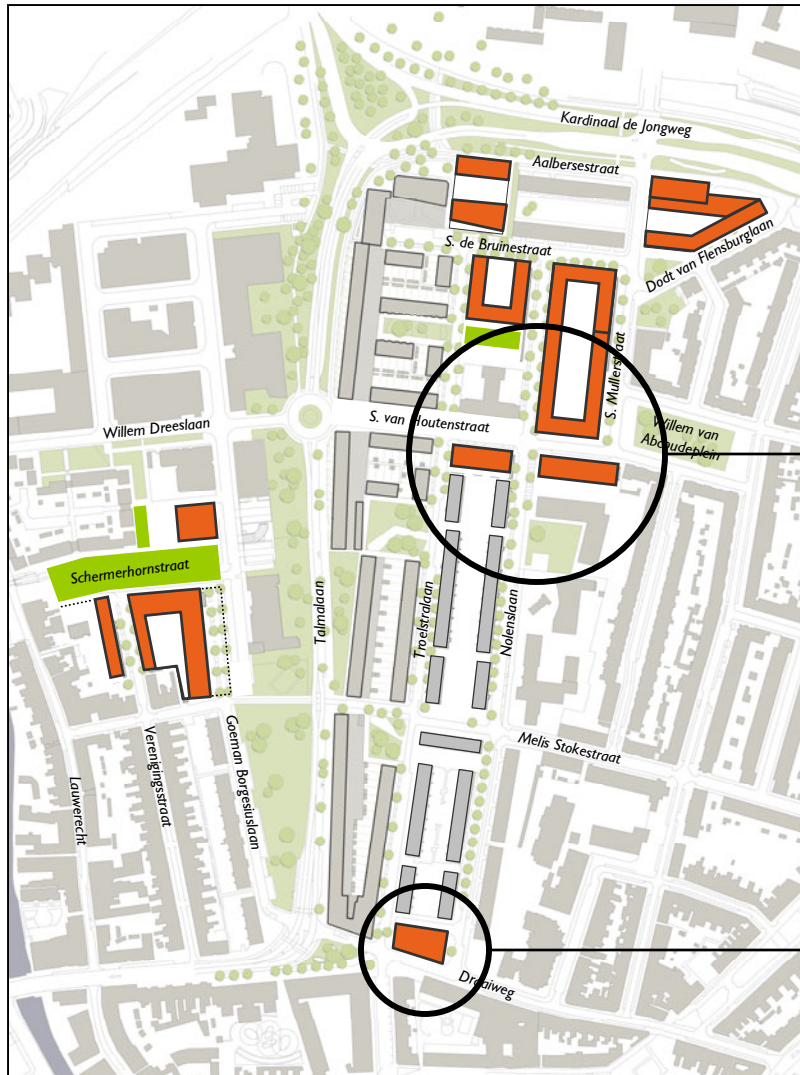 Kardinaal de Jongweg
Aalbersestraat
S. de Bruinestraat
Dodt van Flensburglaan
S. Mullerstraat
S. van Houtenstraat
Willem Dreeslaan
Willem van
Abcoudeplein
Schermerhornstraat
Talmalaan
Troelstralaan
Nolenslaan
Melis Stokestraat
Goeman Borgesiuslaan
Verenigingsstraat
Lauwerecht
Draaiweg